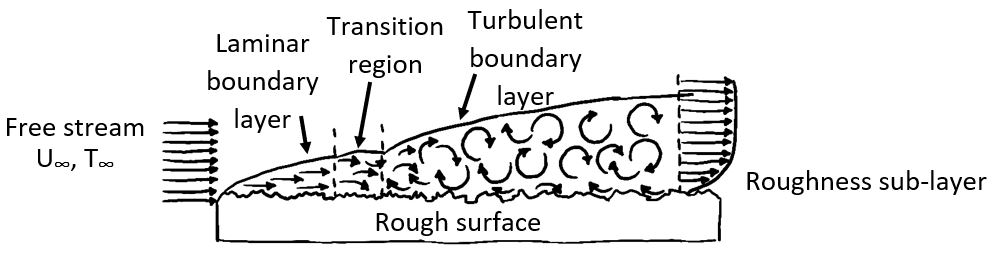 Laminar
boundary
layer
Transition
region
Turbulent
boundary
layer
Free stream
U∞, T∞
Roughness sub-layer
Rough surface